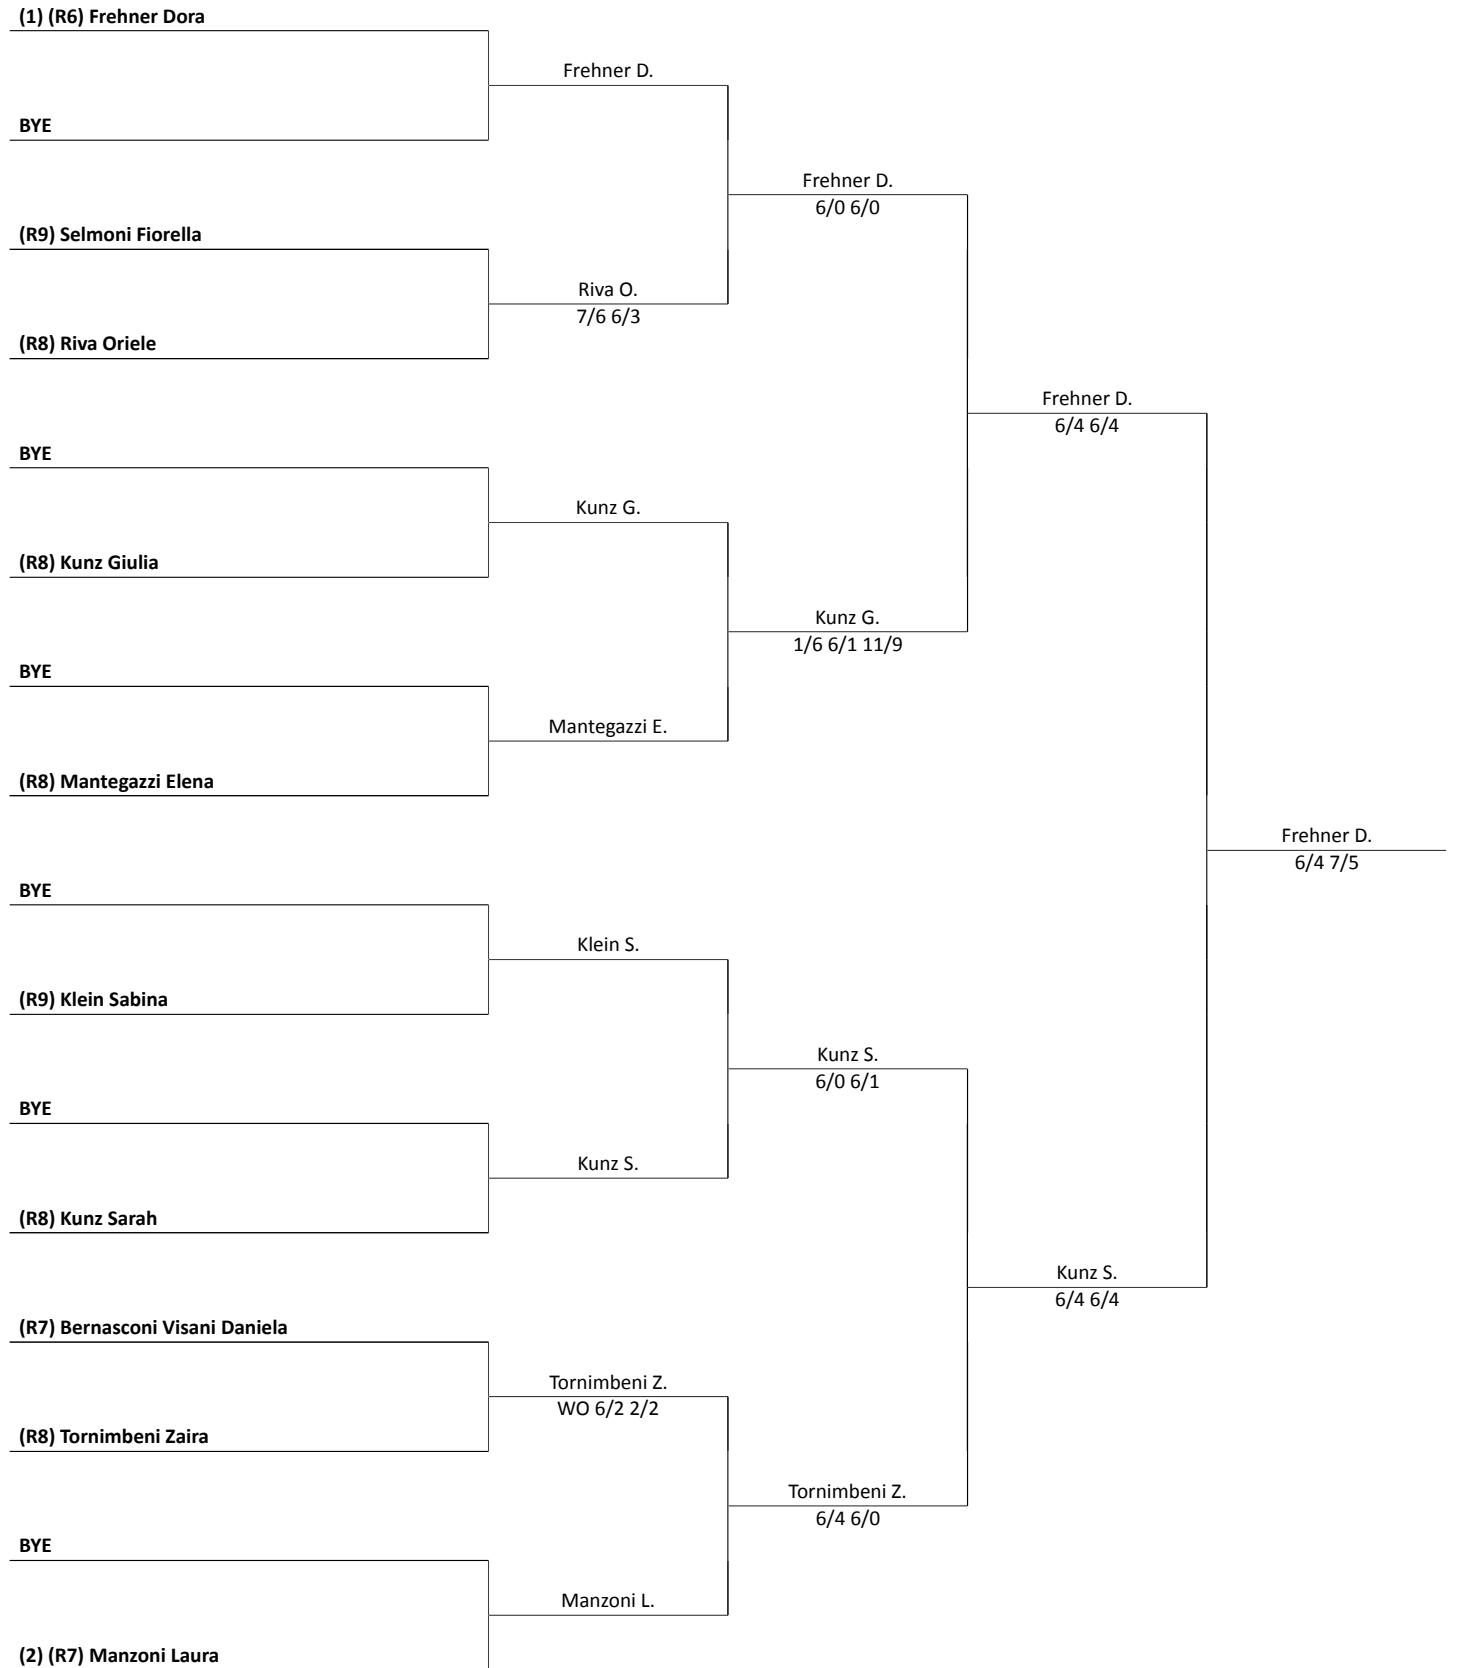 (1) (R6) Frehner Dora
Frehner D.
BYE
Frehner D.
6/0 6/0
(R9) Selmoni Fiorella
Riva O.
7/6 6/3
(R8) Riva Oriele
Frehner D.
6/4 6/4
BYE
Kunz G.
(R8) Kunz Giulia
Kunz G.
1/6 6/1 11/9
BYE
Mantegazzi E.
(R8) Mantegazzi Elena
Frehner D.
6/4 7/5
BYE
Klein S.
(R9) Klein Sabina
Kunz S.
6/0 6/1
BYE
Kunz S.
(R8) Kunz Sarah
Kunz S.
6/4 6/4
(R7) Bernasconi Visani Daniela
Tornimbeni Z.
WO 6/2 2/2
(R8) Tornimbeni Zaira
Tornimbeni Z.
6/4 6/0
BYE
Manzoni L.
(2) (R7) Manzoni Laura